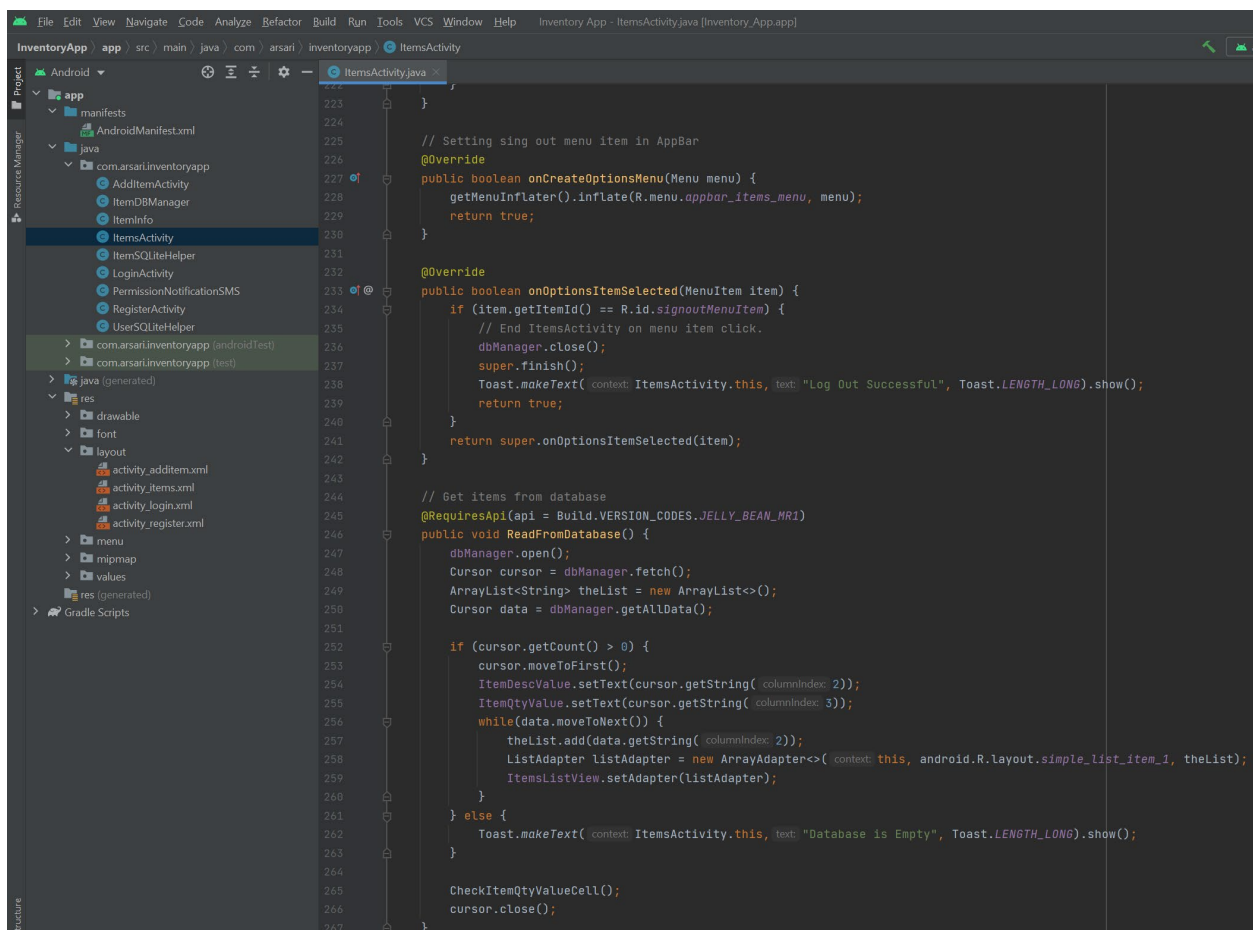 File Edit View Navigate Code Analyze Refactor Build Run Tools VCS Window Help Inventory App - ItemsActivity.java [Inventory_App.app]
InventoryApp app src main java com arsari inventoryapp ItemsActivity
Project
Resource Manager
Android
app
manifests
AndroidManifest.xml
java
com.arsari.inventoryapp
AddItemActivity
ItemDBManager
ItemInfo
ItemsActivity
ItemSQLiteHelper
LoginActivity
PermissionNotificationSMS
RegisterActivity
UserSQLiteHelper
com.arsari.inventoryapp (androidTest)
com.arsari.inventoryapp (test)
java (generated)
res
drawable
font
layout
activity_additem.xml
activity_items.xml
activity_login.xml
activity_register.xml
menu
mipmap
values
res (generated)
Gradle Scripts
ItemsActivity.java
222 }
223 }
224
225 // Setting sing out menu item in AppBar
226 @Override
227 public boolean onCreateOptionsMenu(Menu menu) {
228 getMenuInflater().inflate(R.menu.appbar_items_menu, menu);
229 return true;
230 }
231
232 @Override
233 @ public boolean onOptionsItemSelected(MenuItem item) {
234 if (item.getItemId() == R.id.signoutMenuItem) {
235 // End ItemsActivity on menu item click.
236 dbManager.close();
237 super.finish();
238 Toast.makeText( context: ItemsActivity.this, text: "Log Out Successful", Toast.LENGTH_LONG).show();
239 return true;
240 }
241 return super.onOptionsItemSelected(item);
242 }
243
244 // Get items from database
245 @RequiresApi(api = Build.VERSION_CODES.JELLY_BEAN_MR1)
246 public void ReadFromDatabase() {
247 dbManager.open();
248 Cursor cursor = dbManager.fetch();
249 ArrayList<String> theList = new ArrayList<>();
250 Cursor data = dbManager.getAllData();
251
252 if (cursor.getCount() > 0) {
253 cursor.moveToFirst();
254 ItemDescValue.setText(cursor.getString( columnIndex: 2));
255 ItemQtyValue.setText(cursor.getString( columnIndex: 3));
256 while(data.moveToNext()) {
257 theList.add(data.getString( columnIndex: 2));
258 ListAdapter listAdapter = new ArrayAdapter<>( context: this, android.R.layout.simple_list_item_1, theList);
259 ItemsListView.setAdapter(listAdapter);
260 }
261 } else {
262 Toast.makeText( context: ItemsActivity.this, text: "Database is Empty", Toast.LENGTH_LONG).show();
263 }
264
265 CheckItemQtyValueCell();
266 cursor.close();
267 }